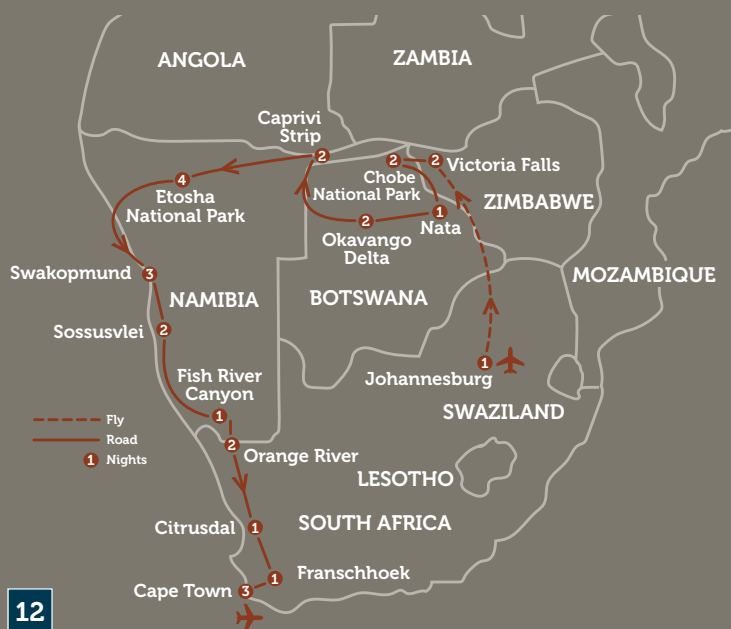 ANGOLA
ZAMBIA
Caprivi
Strip
2
2
2
Victoria Falls
Chobe
National Park
4
Etosha
National Park
ZIMBABWE
1
Nata
2
Okavango
Delta
Swakopmund
3
MOZAMBIQUE
NAMIBIA
BOTSWANA
Sossusvlei
2
1
Johannesburg
Fish River
Canyon
1
SWAZILAND
Fly
Road
1 Nights
2
Orange River
LESOTHO
Citrusdal
1
SOUTH AFRICA
1
Franschhoek
Cape Town
3
12